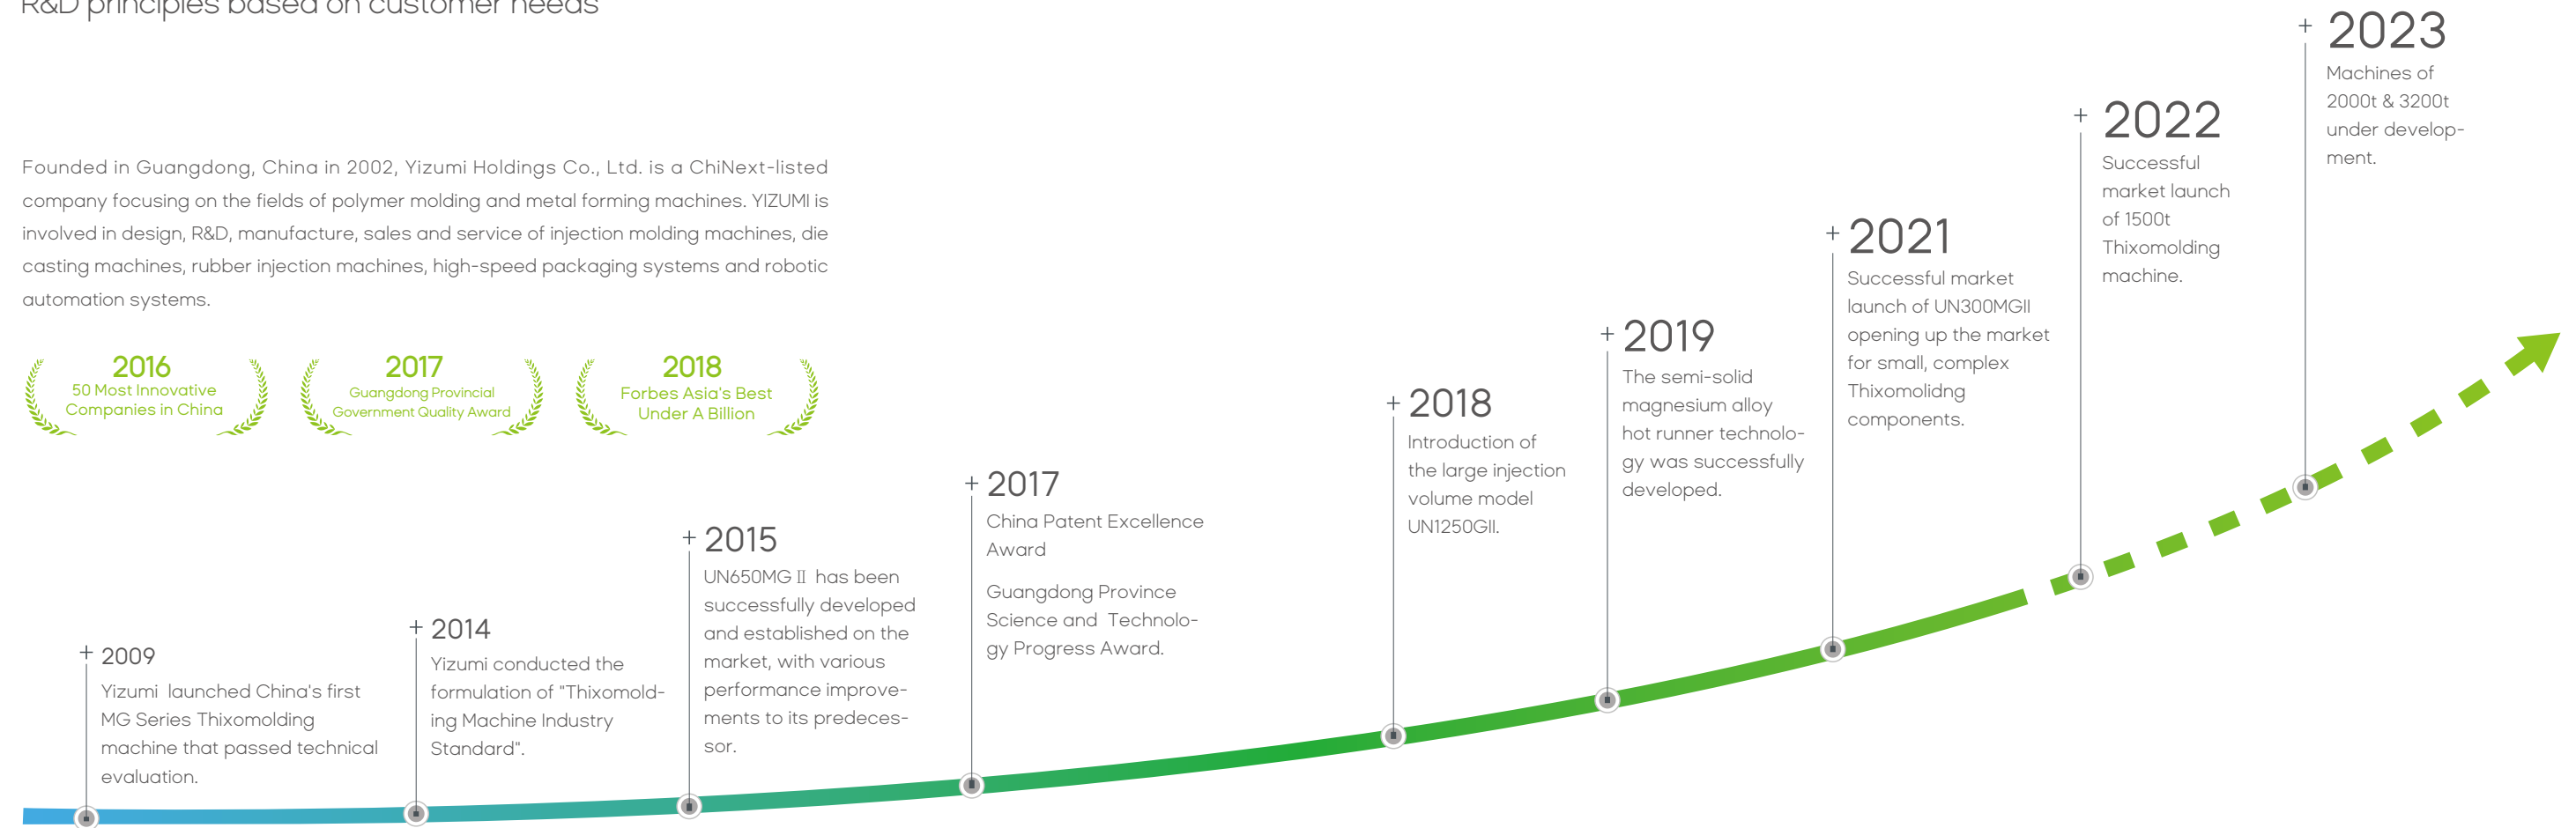 R&D principles based on customer needs
Founded in Guangdong, China in 2002, Yizumi Holdings Co., Ltd. is a ChiNext-listed
company focusing on the fields of polymer molding and metal forming machines. YIZUMI is
involved in design, R&D, manufacture, sales and service of injection molding machines, die
casting machines, rubber injection machines, high-speed packaging systems and robotic
automation systems.
2016
50 Most Innovative
Companies in China
2017
Guangdong Provincial
Government Quality Award
2018
Forbes Asia's Best
Under A Billion
+ 2009
Yizumi launched China's first
MG Series Thixomolding
machine that passed technical
evaluation.
+ 2014
Yizumi conducted the
formulation of "Thixomold-
ing Machine Industry
Standard".
+ 2015
UN650MG II has been
successfully developed
and established on the
market, with various
performance improve-
ments to its predeces-
sor.
+ 2017
China Patent Excellence
Award
Guangdong Province
Science and Technolo-
gy Progress Award.
+ 2018
Introduction of
the large injection
volume model
UN1250GII.
+ 2019
The semi-solid
magnesium alloy
hot runner technolo-
gy was successfully
developed.
+ 2021
Successful market
launch of UN300MGII
opening up the market
for small, complex
Thixomolidng
components.
+ 2022
Successful
market launch
of 1500t
Thixomolding
machine.
+ 2023
Machines of
2000t & 3200t
under develop-
ment.